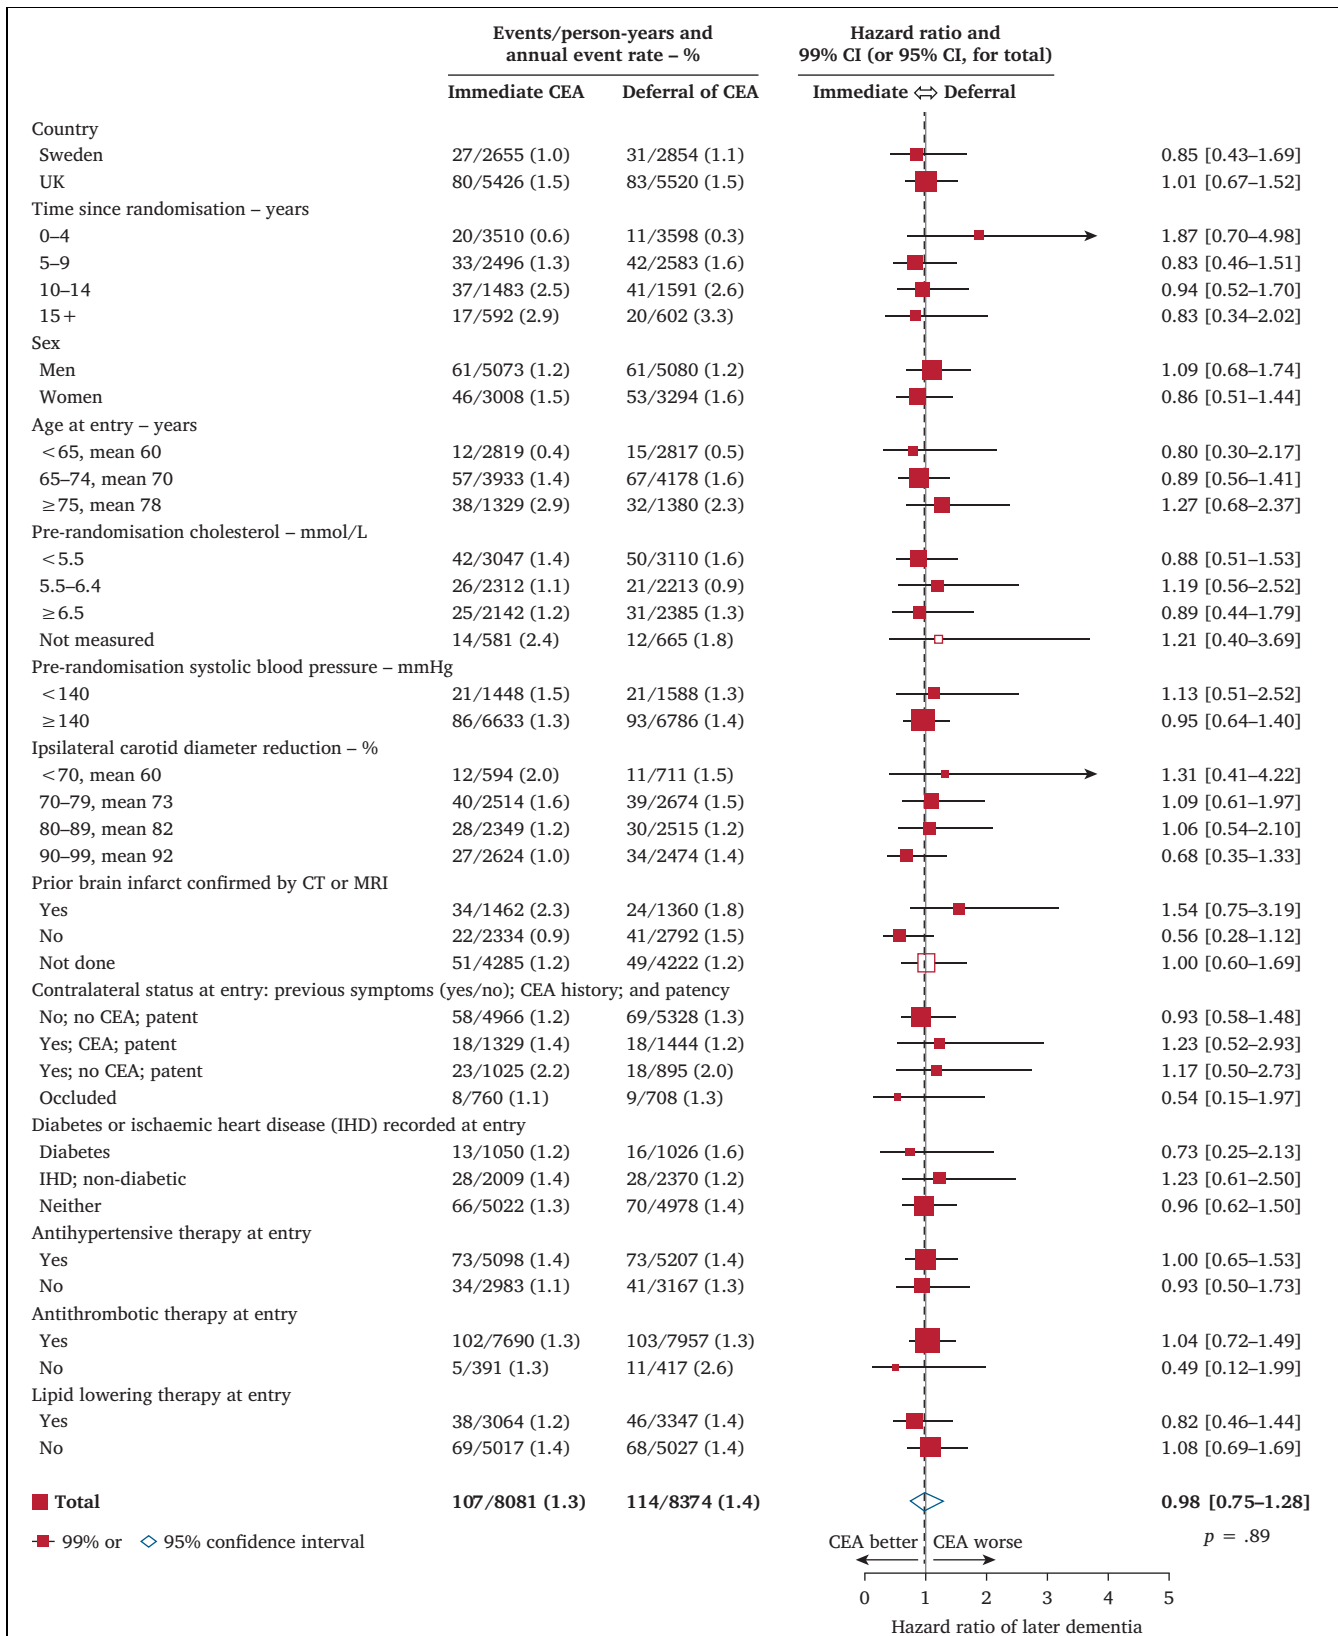 Events/person-years and annual event rate – %
Hazard ratio and 99% CI (or 95% CI, for total)
Immediate CEA Deferral of CEA Immediate ⇔ Deferral
Country
Sweden 27/2655 (1.0) 31/2854 (1.1) 0.85 [0.43–1.69]
UK 80/5426 (1.5) 83/5520 (1.5) 1.01 [0.67–1.52]
Time since randomisation – years
0–4 20/3510 (0.6) 11/3598 (0.3) 1.87 [0.70–4.98]
5–9 33/2496 (1.3) 42/2583 (1.6) 0.83 [0.46–1.51]
10–14 37/1483 (2.5) 41/1591 (2.6) 0.94 [0.52–1.70]
15+ 17/592 (2.9) 20/602 (3.3) 0.83 [0.34–2.02]
Sex
Men 61/5073 (1.2) 61/5080 (1.2) 1.09 [0.68–1.74]
Women 46/3008 (1.5) 53/3294 (1.6) 0.86 [0.51–1.44]
Age at entry – years
<65, mean 60 12/2819 (0.4) 15/2817 (0.5) 0.80 [0.30–2.17]
65–74, mean 70 57/3933 (1.4) 67/4178 (1.6) 0.89 [0.56–1.41]
≥75, mean 78 38/1329 (2.9) 32/1380 (2.3) 1.27 [0.68–2.37]
Pre-randomisation cholesterol – mmol/L
<5.5 42/3047 (1.4) 50/3110 (1.6) 0.88 [0.51–1.53]
5.5–6.4 26/2312 (1.1) 21/2213 (0.9) 1.19 [0.56–2.52]
≥6.5 25/2142 (1.2) 31/2385 (1.3) 0.89 [0.44–1.79]
Not measured 14/581 (2.4) 12/665 (1.8) 1.21 [0.40–3.69]
Pre-randomisation systolic blood pressure – mmHg
<140 21/1448 (1.5) 21/1588 (1.3) 1.13 [0.51–2.52]
≥140 86/6633 (1.3) 93/6786 (1.4) 0.95 [0.64–1.40]
Ipsilateral carotid diameter reduction – %
<70, mean 60 12/594 (2.0) 11/711 (1.5) 1.31 [0.41–4.22]
70–79, mean 73 40/2514 (1.6) 39/2674 (1.5) 1.09 [0.61–1.97]
80–89, mean 82 28/2349 (1.2) 30/2515 (1.2) 1.06 [0.54–2.10]
90–99, mean 92 27/2624 (1.0) 34/2474 (1.4) 0.68 [0.35–1.33]
Prior brain infarct confirmed by CT or MRI
Yes 34/1462 (2.3) 24/1360 (1.8) 1.54 [0.75–3.19]
No 22/2334 (0.9) 41/2792 (1.5) 0.56 [0.28–1.12]
Not done 51/4285 (1.2) 49/4222 (1.2) 1.00 [0.60–1.69]
Contralateral status at entry: previous symptoms (yes/no); CEA history; and patency
No; no CEA; patent 58/4966 (1.2) 69/5328 (1.3) 0.93 [0.58–1.48]
Yes; CEA; patent 18/1329 (1.4) 18/1444 (1.2) 1.23 [0.52–2.93]
Yes; no CEA; patent 23/1025 (2.2) 18/895 (2.0) 1.17 [0.50–2.73]
Occluded 8/760 (1.1) 9/708 (1.3) 0.54 [0.15–1.97]
Diabetes or ischaemic heart disease (IHD) recorded at entry
Diabetes 13/1050 (1.2) 16/1026 (1.6) 0.73 [0.25–2.13]
IHD; non-diabetic 28/2009 (1.4) 28/2370 (1.2) 1.23 [0.61–2.50]
Neither 66/5022 (1.3) 70/4978 (1.4) 0.96 [0.62–1.50]
Antihypertensive therapy at entry
Yes 73/5098 (1.4) 73/5207 (1.4) 1.00 [0.65–1.53]
No 34/2983 (1.1) 41/3167 (1.3) 0.93 [0.50–1.73]
Antithrombotic therapy at entry
Yes 102/7690 (1.3) 103/7957 (1.3) 1.04 [0.72–1.49]
No 5/391 (1.3) 11/417 (2.6) 0.49 [0.12–1.99]
Lipid lowering therapy at entry
Yes 38/3064 (1.2) 46/3347 (1.4) 0.82 [0.46–1.44]
No 69/5017 (1.4) 68/5027 (1.4) 1.08 [0.69–1.69]
Total 107/8081 (1.3) 114/8374 (1.4) 0.98 [0.75–1.28]
99% or 95% confidence interval
p = .89
CEA better CEA worse
0 1 2 3 4 5
Hazard ratio of later dementia